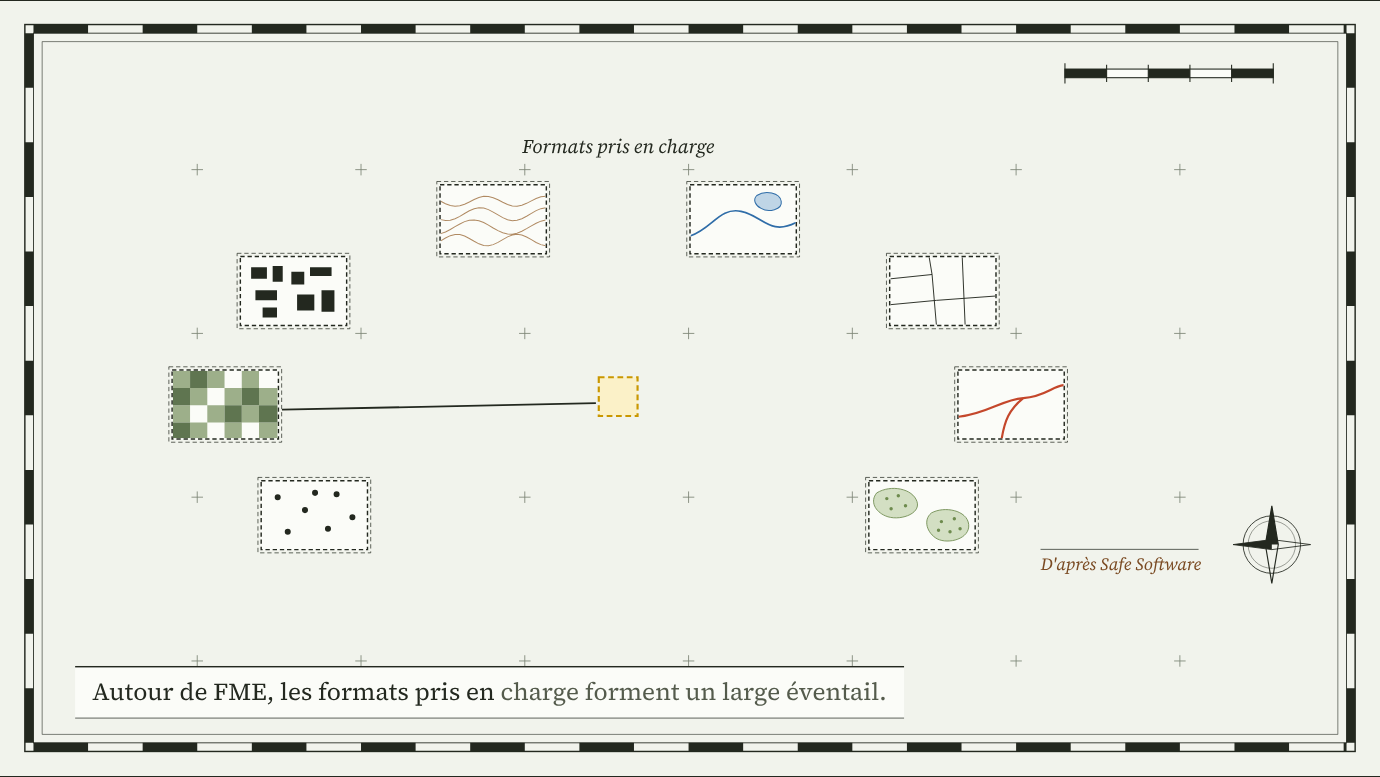 Formats pris en charge
D'après Safe Software
Autour de FME, les formats pris en charge forment un large éventail.